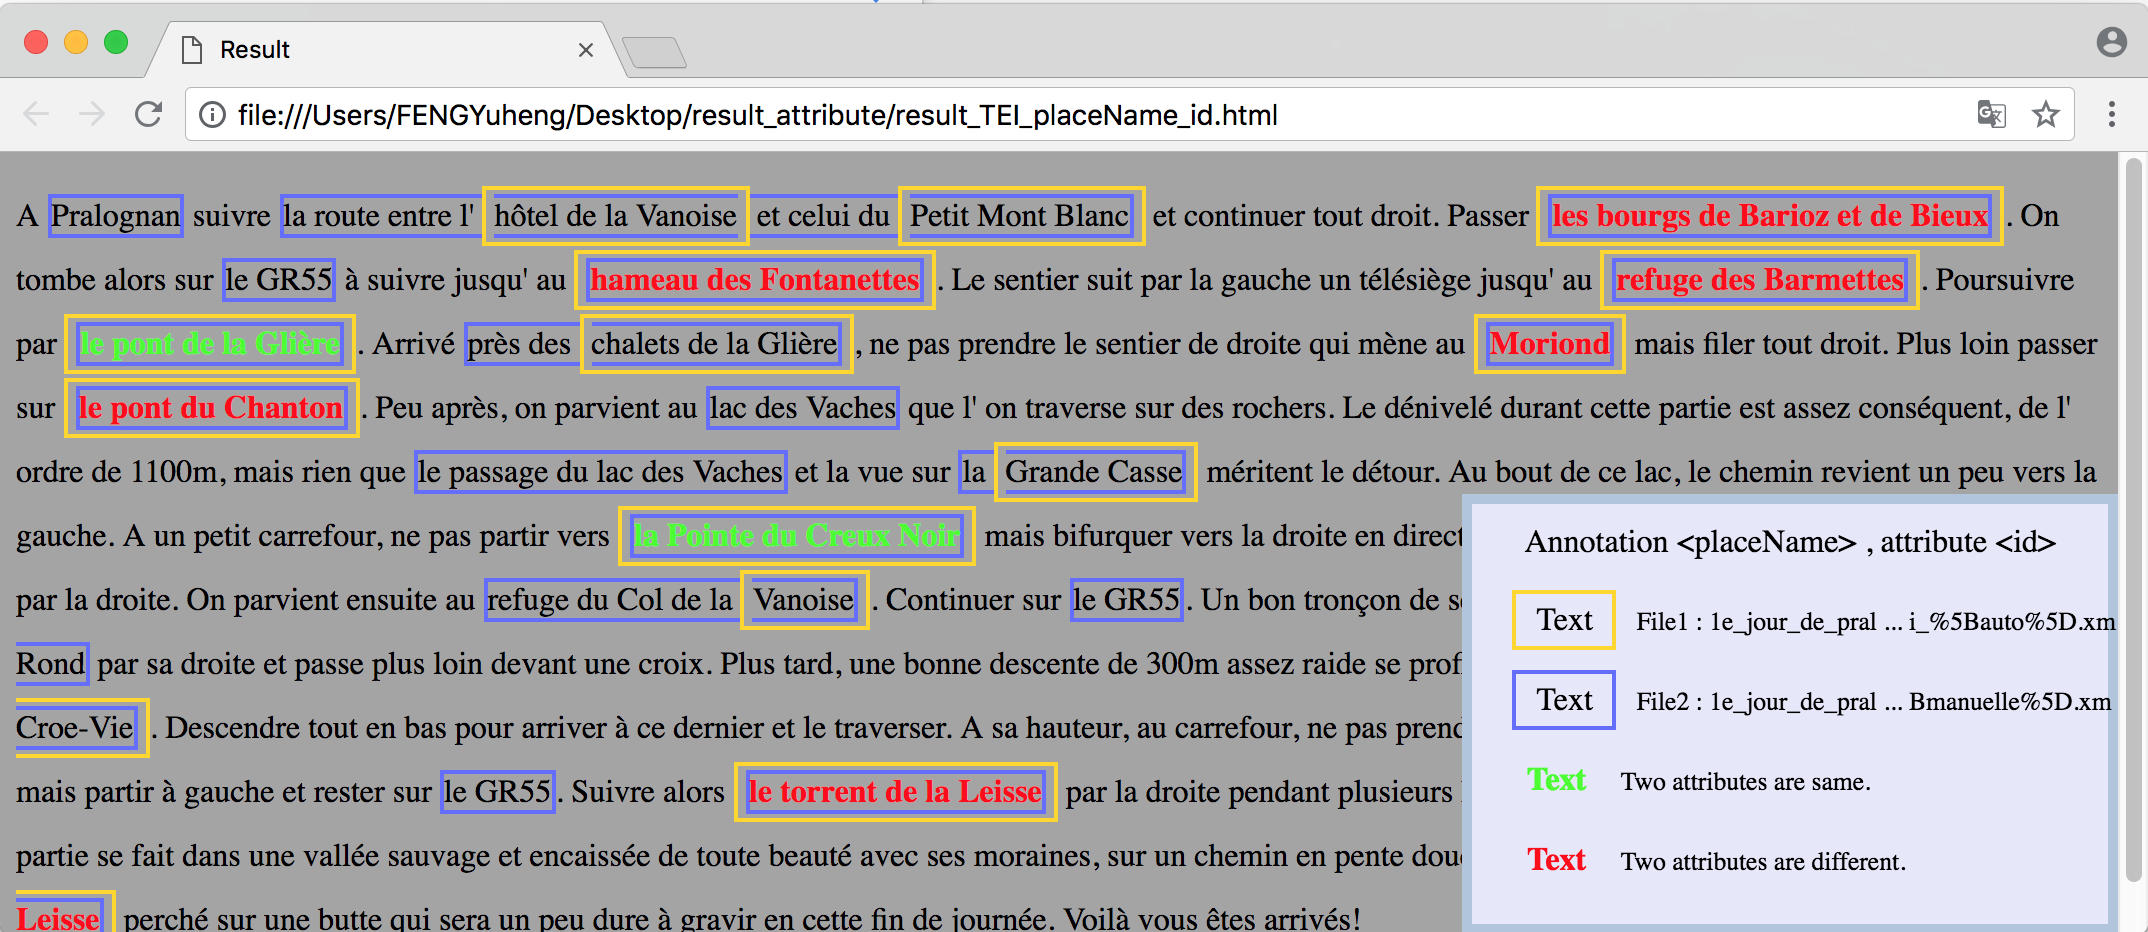 Result
file:///Users/FENGYuheng/Desktop/result_attribute/result_TEI_placeName_id.html
A Pralognan suivre la route entre l' hôtel de la Vanoise et celui du Petit Mont Blanc et continuer tout droit. Passer les bourgs de Barioz et de Bieux . On
tombe alors sur le GR55 à suivre jusqu' au hameau des Fontanettes . Le sentier suit par la gauche un télésiège jusqu' au refuge des Barmettes . Poursuivre
par le pont de la Glière . Arrivé près des chalets de la Glière , ne pas prendre le sentier de droite qui mène au Moriond mais filer tout droit. Plus loin passer
sur le pont du Chanton . Peu après, on parvient au lac des Vaches que l' on traverse sur des rochers. Le dénivelé durant cette partie est assez conséquent, de l'
ordre de 1100m, mais rien que le passage du lac des Vaches et la vue sur la Grande Casse méritent le détour. Au bout de ce lac, le chemin revient un peu vers la
gauche. A un petit carrefour, ne pas partir vers la Pointe du Creux Noir mais bifurquer vers la droite en direct
par la droite. On parvient ensuite au refuge du Col de la Vanoise . Continuer sur le GR55 . Un bon tronçon de
Rond par sa droite et passe plus loin devant une croix. Plus tard, une bonne descente de 300m assez raide se prof
Croe-Vie . Descendre tout en bas pour arriver à ce dernier et le traverser. A sa hauteur, au carrefour, ne pas prend
mais partir à gauche et rester sur le GR55 . Suivre alors le torrent de la Leisse par la droite pendant plusieurs
partie se fait dans une vallée sauvage et encaissée de toute beauté avec ses moraines, sur un chemin en pente dou
Leisse perché sur une butte qui sera un peu dure à gravir en cette fin de journée. Voilà vous êtes arrivés!
Annotation <placeName> , attribute <id>
Text File1 : 1e_jour_de_pral ... i_%5Bauto%5D.xm
Text File2 : 1e_jour_de_pral ... Bmanuelle%5D.xm
Text Two attributes are same.
Text Two attributes are different.